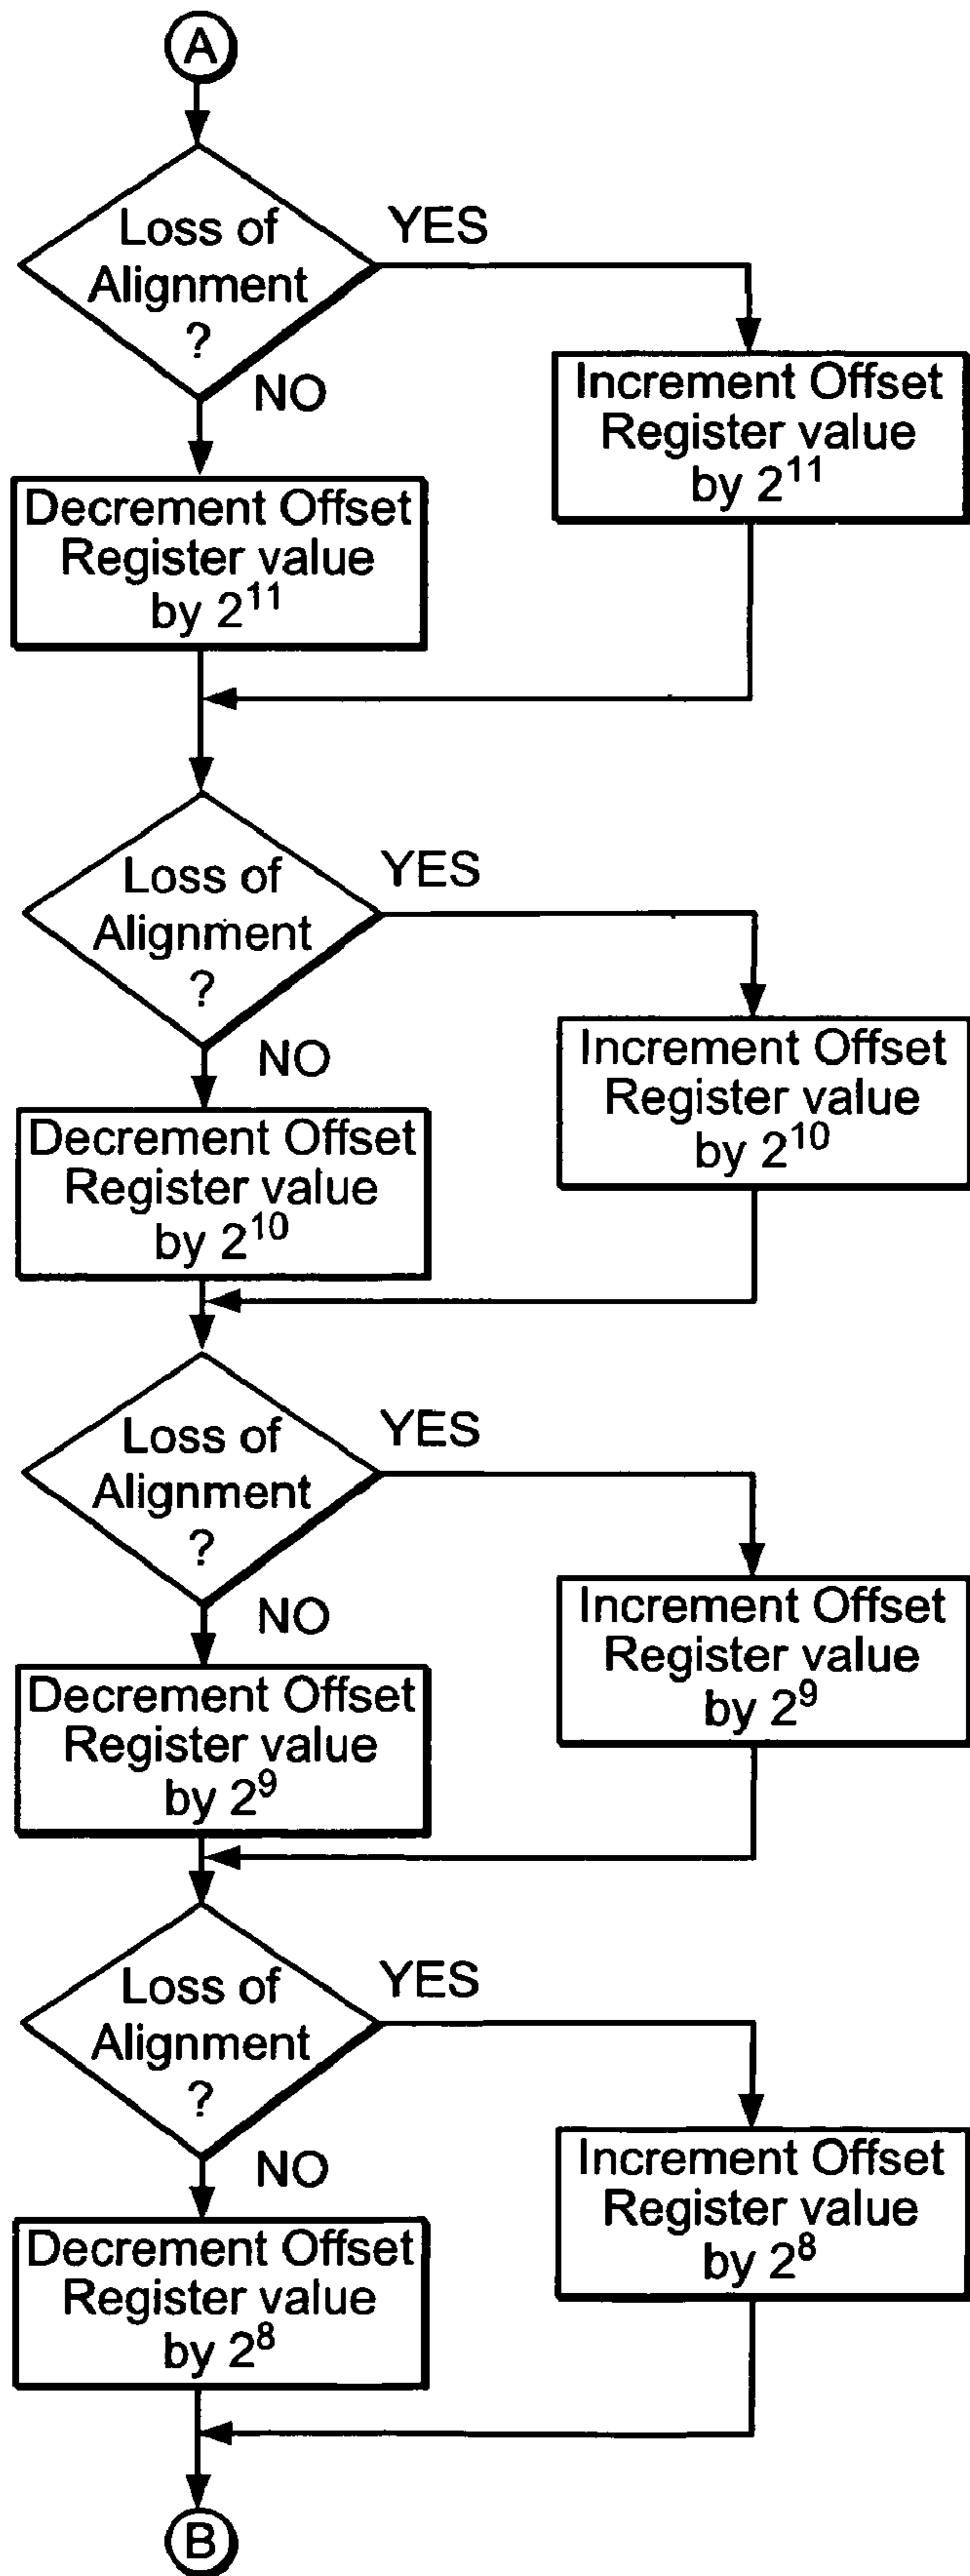 A
Loss of
Alignment
?
YES
NO
Increment Offset
Register value
by 2¹¹
Decrement Offset
Register value
by 2¹¹
Loss of
Alignment
?
YES
NO
Increment Offset
Register value
by 2¹⁰
Decrement Offset
Register value
by 2¹⁰
Loss of
Alignment
?
YES
NO
Increment Offset
Register value
by 2⁹
Decrement Offset
Register value
by 2⁹
Loss of
Alignment
?
YES
NO
Increment Offset
Register value
by 2⁸
Decrement Offset
Register value
by 2⁸
B